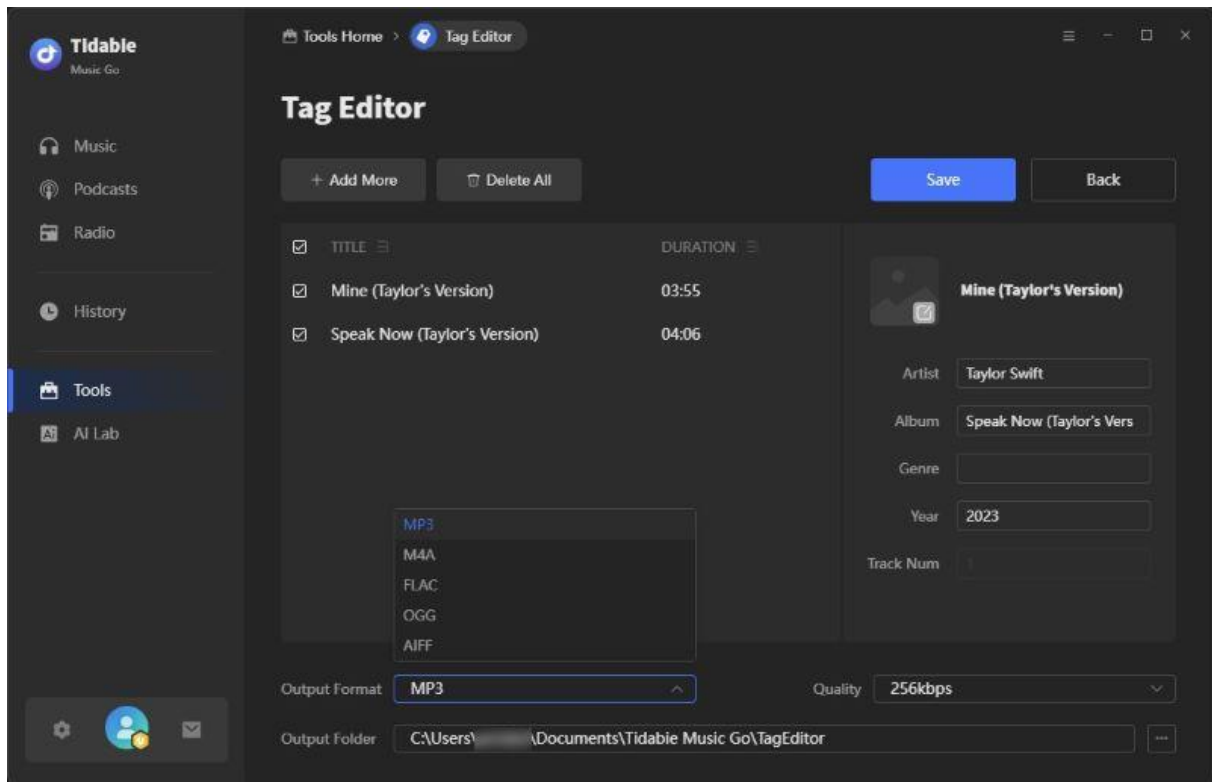 Tidabie
Music Go
Music
Podcasts
Radio
History
Tools
AI Lab
Tools Home > Tag Editor
Tag Editor
+ Add More
Delete All
Save
Back
TITLE
DURATION
Mine (Taylor's Version)
03:55
Speak Now (Taylor's Version)
04:06
Mine (Taylor's Version)
Artist
Taylor Swift
Album
Speak Now (Taylor's Vers
Genre
Year
2023
Track Num
MP3
M4A
FLAC
OGG
AIFF
Output Format
MP3
Quality
256kbps
Output Folder
C:\Users\ \Documents\Tidabie Music Go\TagEditor